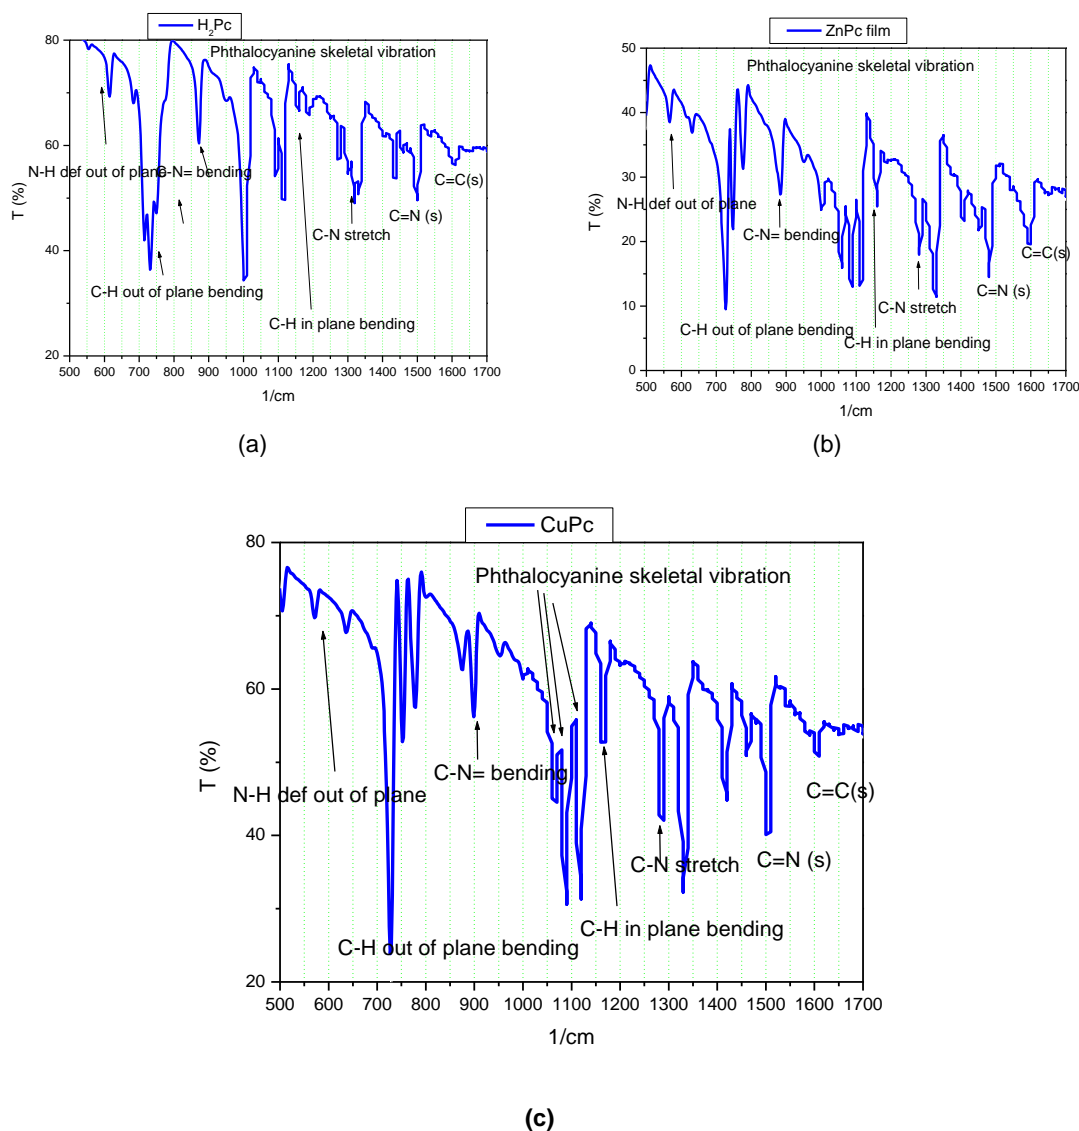 H2Pc
Phthalocyanine skeletal vibration
80
60
40
20
T (%)
N-H def out of plane
C-N= bending
C=C(s)
C=N (s)
C-N stretch
C-H out of plane bending
C-H in plane bending
500 600 700 800 900 1000 1100 1200 1300 1400 1500 1600 1700
1/cm
(a)
ZnPc film
Phthalocyanine skeletal vibration
50
40
30
20
10
0
T (%)
N-H def out of plane
C-N= bending
C=C(s)
C=N (s)
C-N stretch
C-H out of plane bending
C-H in plane bending
500 600 700 800 900 1000 1100 1200 1300 1400 1500 1600 1700
1/cm
(b)
CuPc
Phthalocyanine skeletal vibration
80
60
40
20
T (%)
C-N= bending
N-H def out of plane
C=C(s)
C-N stretch
C=N (s)
C-H in plane bending
C-H out of plane bending
500 600 700 800 900 1000 1100 1200 1300 1400 1500 1600 1700
1/cm
(c)